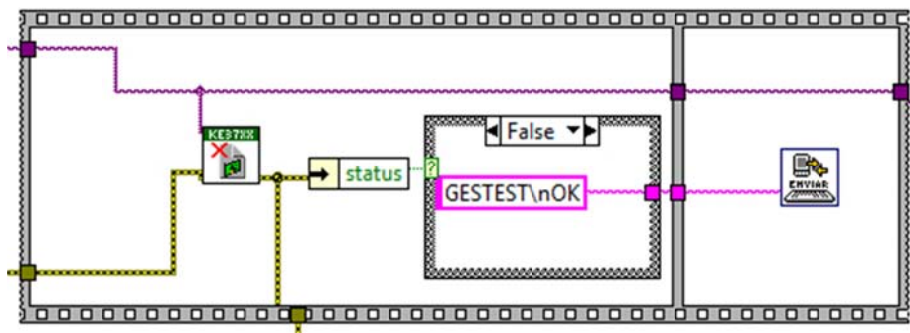 KE37XX
status
?
False
GESTEST\nOK
ENVIAR